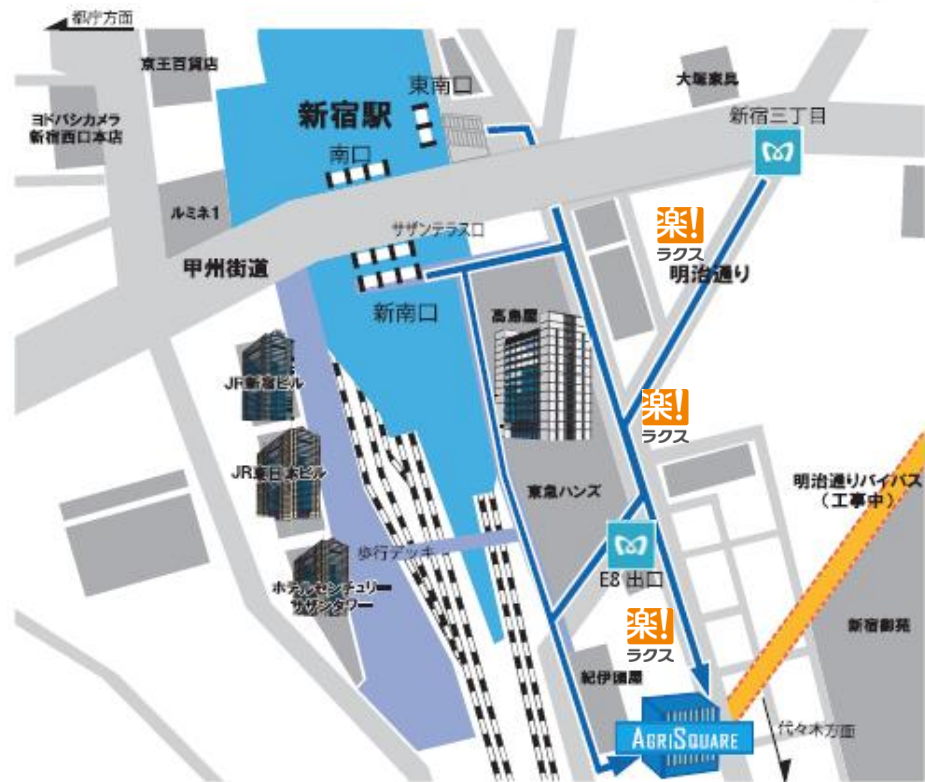 都庁方面
京王百貨店
東南口
大塚家具
新宿三丁目
ヨドバシカメラ
新宿西口本店
新宿駅
南口
ルミネ1
サザンテラス口
楽!
ラクス
甲州街道
明治通り
新南口
高島屋
JR新宿ビル
楽!
ラクス
JR東日本ビル
東急ハンズ
明治通りバイパス
(工事中)
歩行デッキ
E8出口
ホテルセンチュリー
サザンタワー
楽!
ラクス
新宿御苑
紀伊國屋
AGRISQUARE
代々木方面